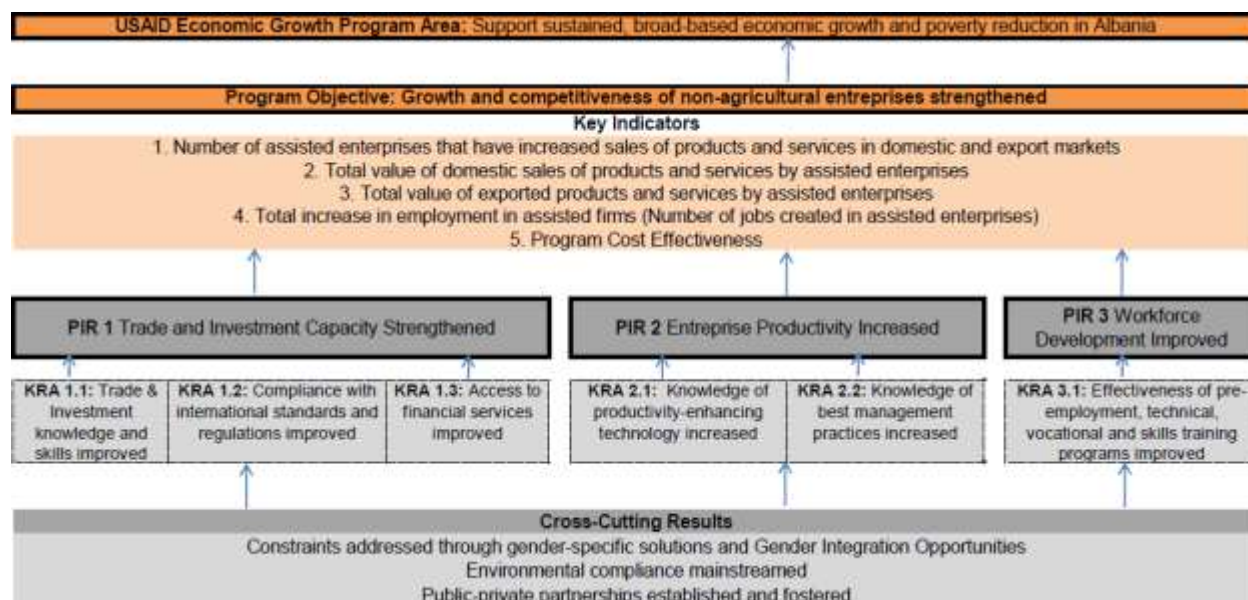 USAID Economic Growth Program Area: Support sustained, broad-based economic growth and poverty reduction in Albania
Program Objective: Growth and competitiveness of non-agricultural entreprises strengthened
Key Indicators
1. Number of assisted enterprises that have increased sales of products and services in domestic and export markets
2. Total value of domestic sales of products and services by assisted enterprises
3. Total value of exported products and services by assisted enterprises
4. Total increase in employment in assisted firms (Number of jobs created in assisted enterprises)
5. Program Cost Effectiveness
PIR 1 Trade and Investment Capacity Strengthened
PIR 2 Entreprise Productivity Increased
PIR 3 Workforce
Development Improved
KRA 1.1: Trade &
Investment
knowledge and
skills improved
KRA 1.2: Compliance with
international standards and
regulations improved
KRA 1.3: Access to
financial services
improved
KRA 2.1: Knowledge of
productivity-enhancing
technology increased
KRA 2.2: Knowledge of
best management
practices increased
KRA 3.1: Effectiveness of pre-
employment, technical,
vocational and skills training
programs improved
Cross-Cutting Results
Constraints addressed through gender-specific solutions and Gender Integration Opportunities
Environmental compliance mainstreamed
Public-private partnerships established and fostered